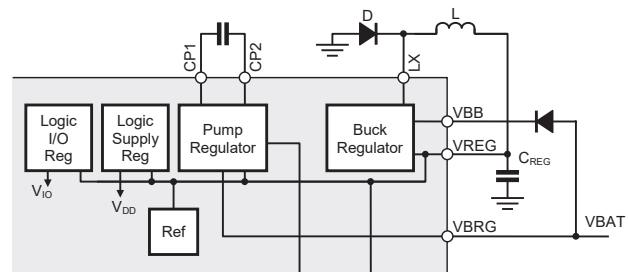 D
L
CP1
CP2
LX
Logic
I/O
Reg
Logic
Supply
Reg
Pump
Regulator
Buck
Regulator
VBB
VREG
CREG
VIO
VDD
Ref
VBRG
VBAT